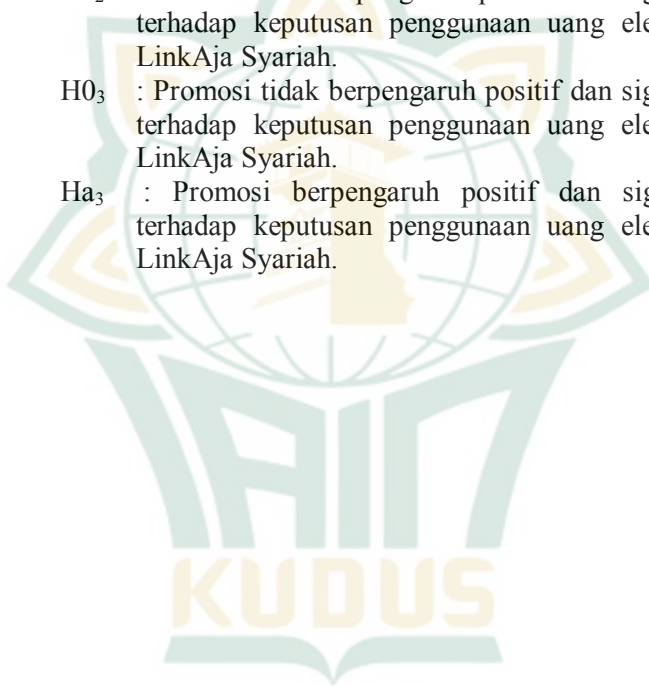 terhadap keputusan penggunaan uang ele
LinkAja Syariah.
H0₃ : Promosi tidak berpengaruh positif dan sig
terhadap keputusan penggunaan uang ele
LinkAja Syariah.
Ha₃ : Promosi berpengaruh positif dan sig
terhadap keputusan penggunaan uang ele
LinkAja Syariah.
IAIN
KUDUS